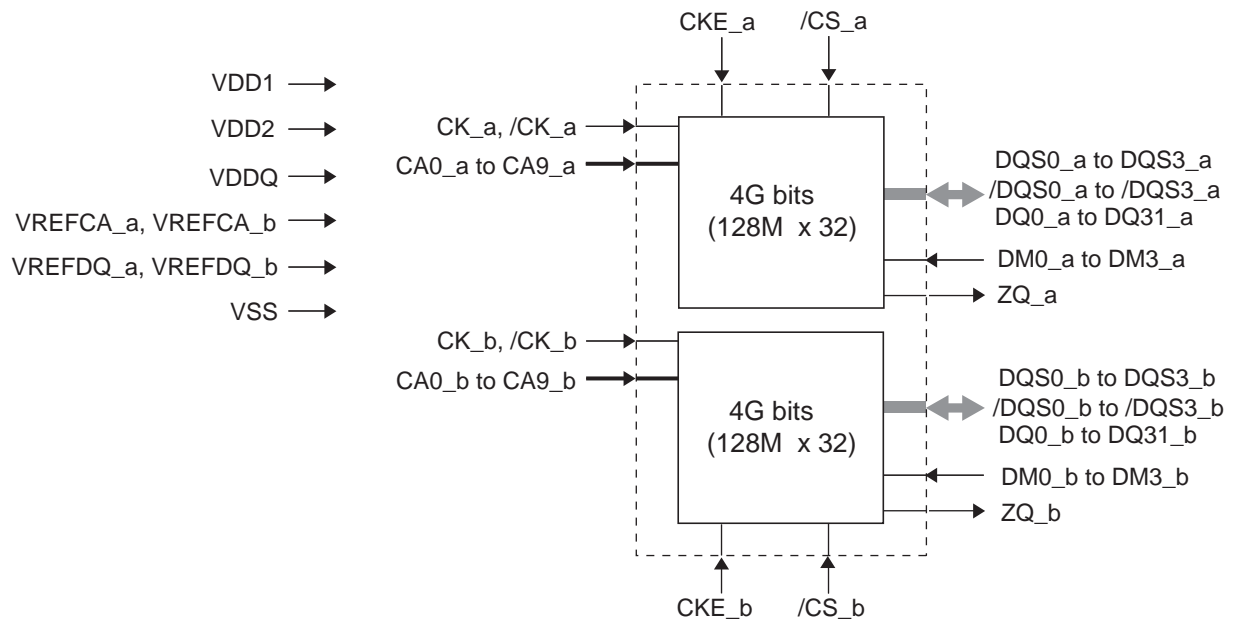 CKE_a
/CS_a
VDD1
VDD2
VDDQ
VREFCA_a, VREFCA_b
VREFDQ_a, VREFDQ_b
VSS
CK_a, /CK_a
CA0_a to CA9_a
4G bits
(128M x 32)
DQS0_a to DQS3_a
/DQS0_a to /DQS3_a
DQ0_a to DQ31_a
DM0_a to DM3_a
ZQ_a
CK_b, /CK_b
CA0_b to CA9_b
4G bits
(128M x 32)
DQS0_b to DQS3_b
/DQS0_b to /DQS3_b
DQ0_b to DQ31_b
DM0_b to DM3_b
ZQ_b
CKE_b
/CS_b